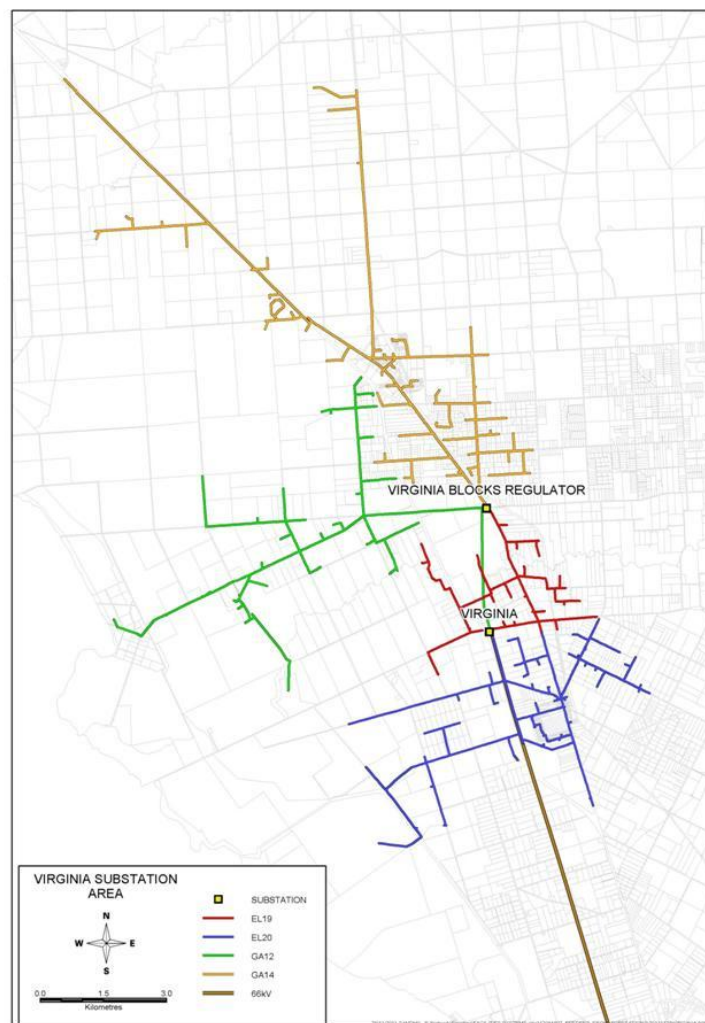 VIRGINIA BLOCKS REGULATOR
VIRGINIA
VIRGINIA SUBSTATION
AREA
N
W
E
S
0.0
1.5
3.0
Kilometres
SUBSTATION
EL19
EL20
GA12
GA14
66kV